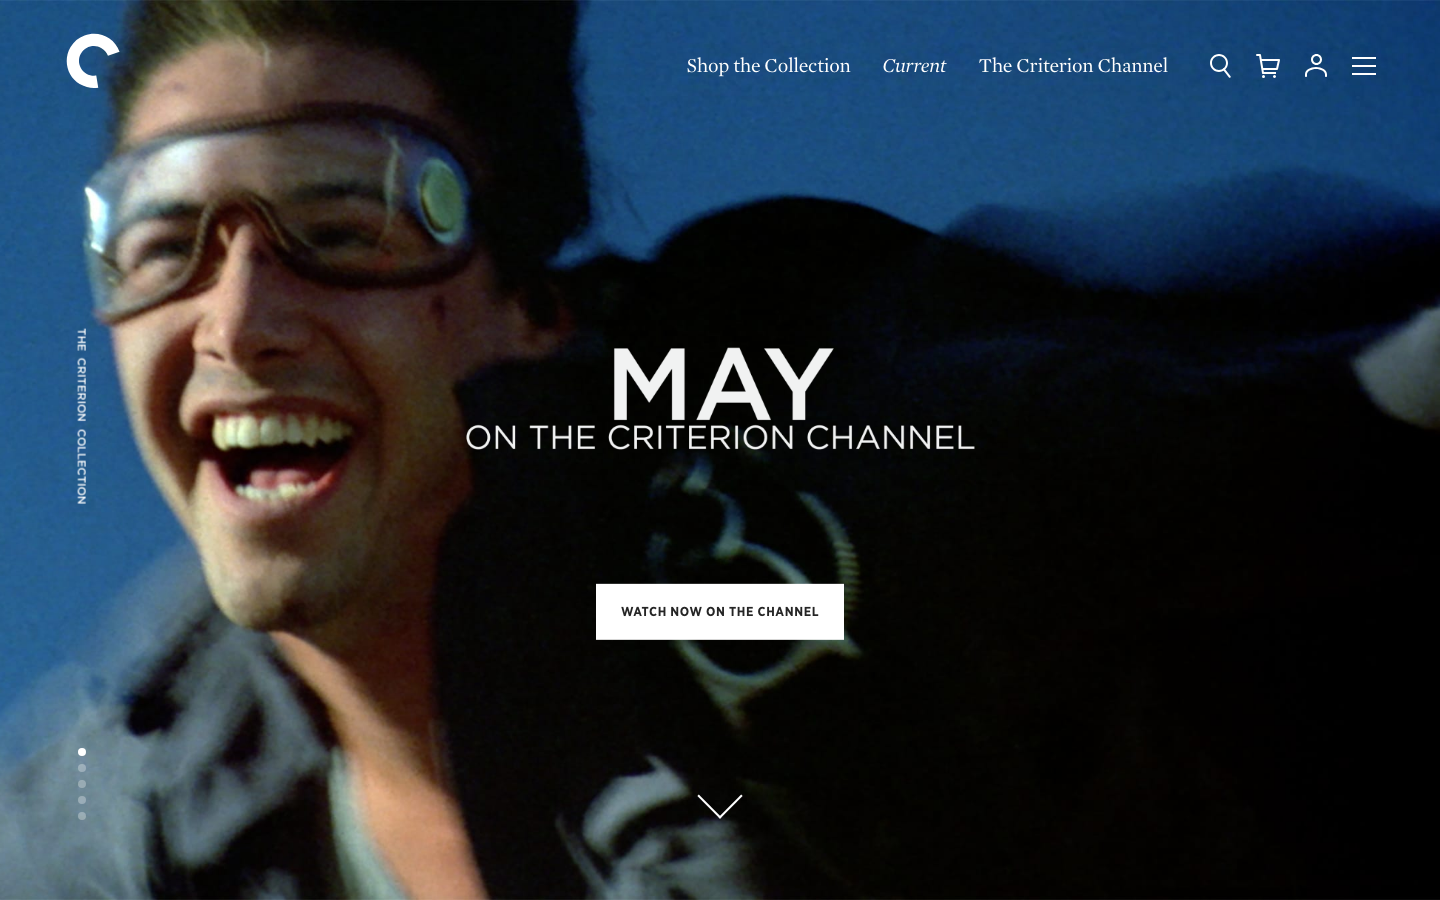 Shop the Collection
Current
The Criterion Channel
THE CRITERION COLLECTION
MAY
ON THE CRITERION CHANNEL
WATCH NOW ON THE CHANNEL